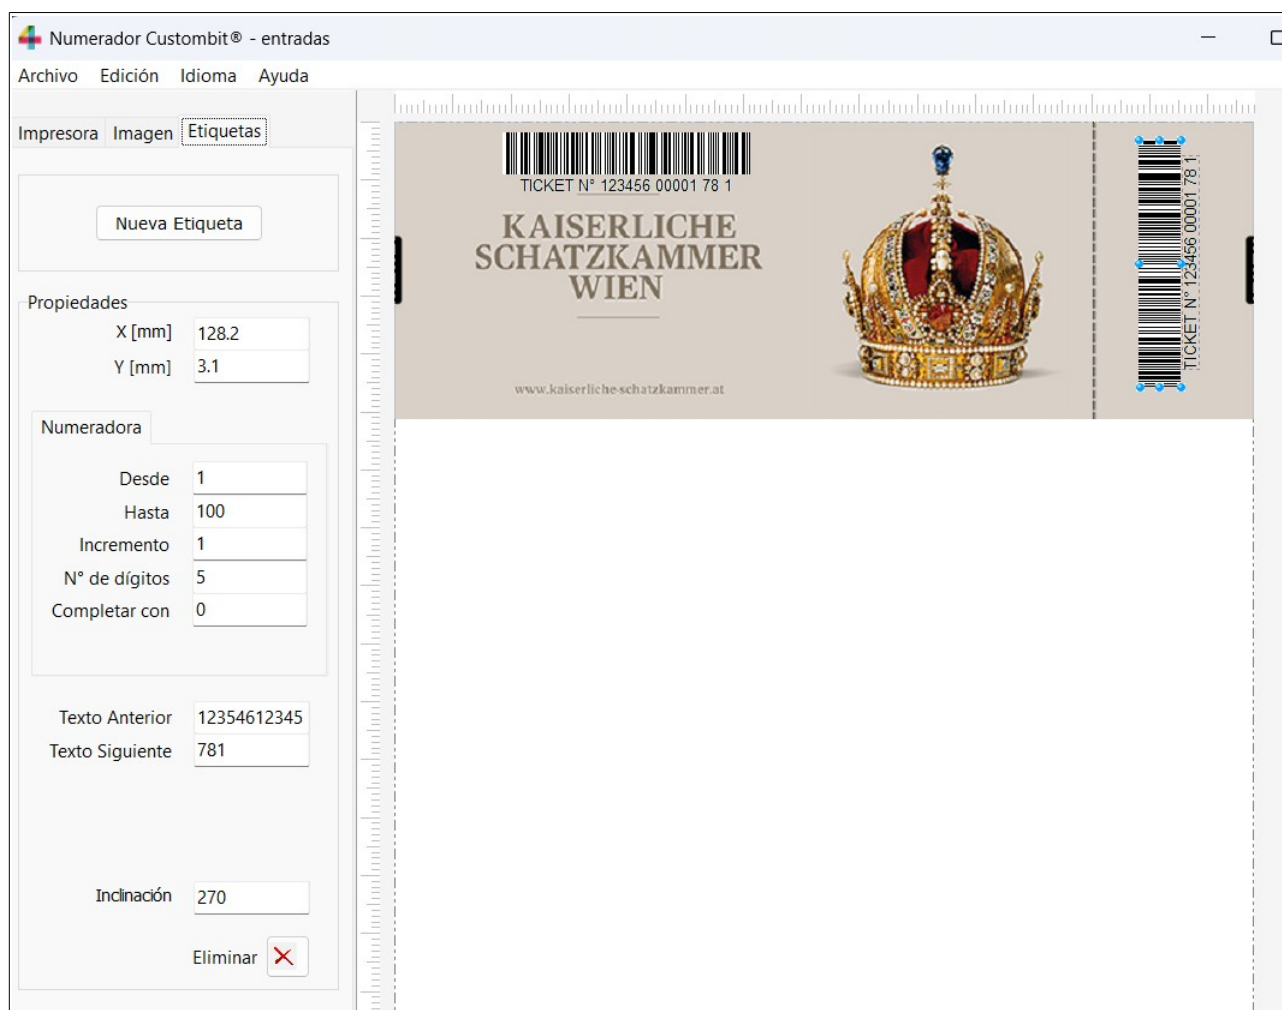 Numerador Custombit® - entradas
Archivo Edición Idioma Ayuda
Impresora Imagen Etiquetas
Nueva Etiqueta
Propiedades
X [mm] 128.2
Y [mm] 3.1
Numeradora
Desde 1
Hasta 100
Incremento 1
N° de dígitos 5
Completar con 0
Texto Anterior 12354612345
Texto Siguiente 781
Inclinación 270
Eliminar
TICKET N° 123456 00001 78 1
KAISERLICHE
SCHATZKAMMER
WIEN
www.kaiserliche-schatzkammer.at
TICKET N° 123456 00001 78 1